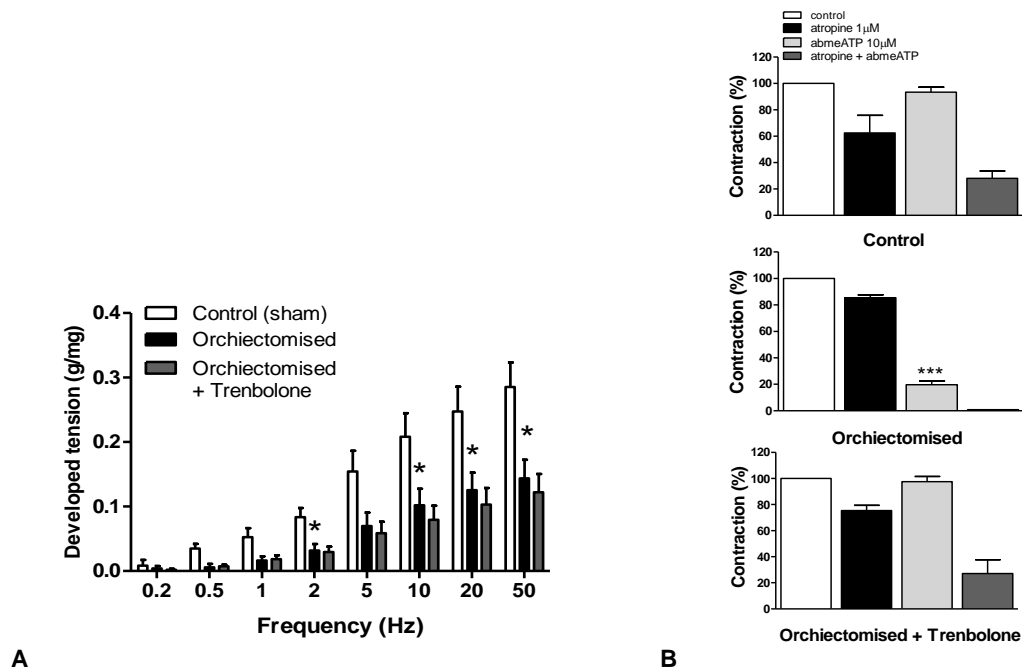 control
atropine 1µM
abmeATP 10µM
atropine + abmeATP
120
100
80
60
40
20
0
Contraction (%)
Control
120
100
80
60
40
20
0
Contraction (%)
***
Orchiectomised
100
80
60
40
20
0
Contraction (%)
Orchiectomised + Trenbolone
B
Control (sham)
Orchiectomised
Orchiectomised
+ Trenbolone
0.4
0.3
0.2
0.1
0.0
Developed tension (g/mg)
* * * *
0.2 0.5 1 2 5 10 20 50
Frequency (Hz)
A